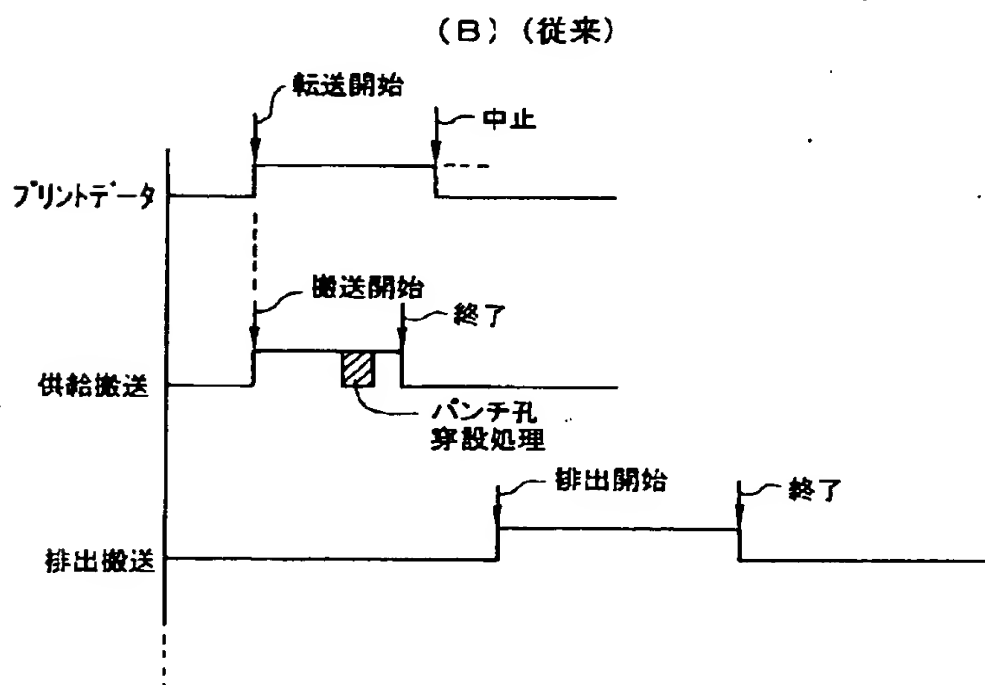 (B) (従来)
転送開始
中止
プリントデータ
搬送開始
終了
供給搬送
パンチ孔
穿設処理
排出開始
終了
排出搬送